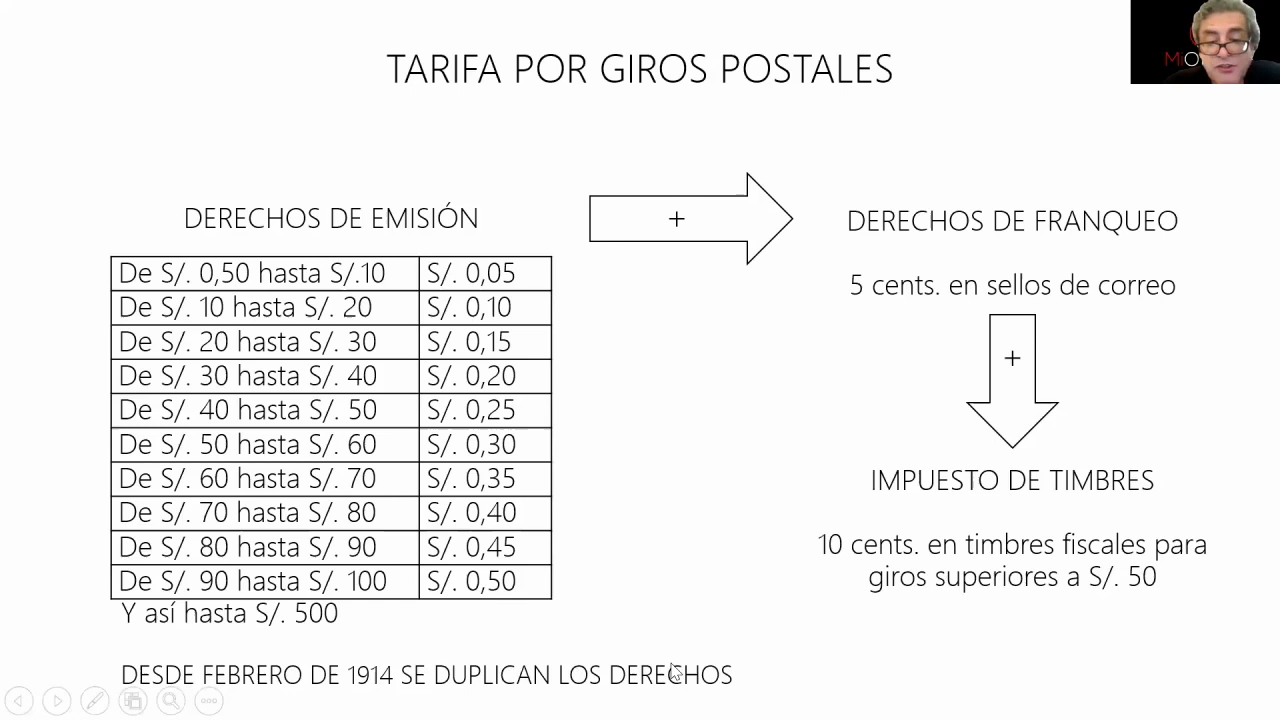 TARIFA POR GIROS POSTALES
DERECHOS DE EMISIÓN
De S/. 0,50 hasta S/.10 S/. 0,05
De S/. 10 hasta S/. 20 S/. 0,10
De S/. 20 hasta S/. 30 S/. 0,15
De S/. 30 hasta S/. 40 S/. 0,20
De S/. 40 hasta S/. 50 S/. 0,25
De S/. 50 hasta S/. 60 S/. 0,30
De S/. 60 hasta S/. 70 S/. 0,35
De S/. 70 hasta S/. 80 S/. 0,40
De S/. 80 hasta S/. 90 S/. 0,45
De S/. 90 hasta S/. 100 S/. 0,50
Y así hasta S/. 500
DESDE FEBRERO DE 1914 SE DUPLICAN LOS DERECHOS
+
DERECHOS DE FRANQUEO
5 cents. en sellos de correo
+
IMPUESTO DE TIMBRES
10 cents. en timbres fiscales para
giros superiores a S/. 50